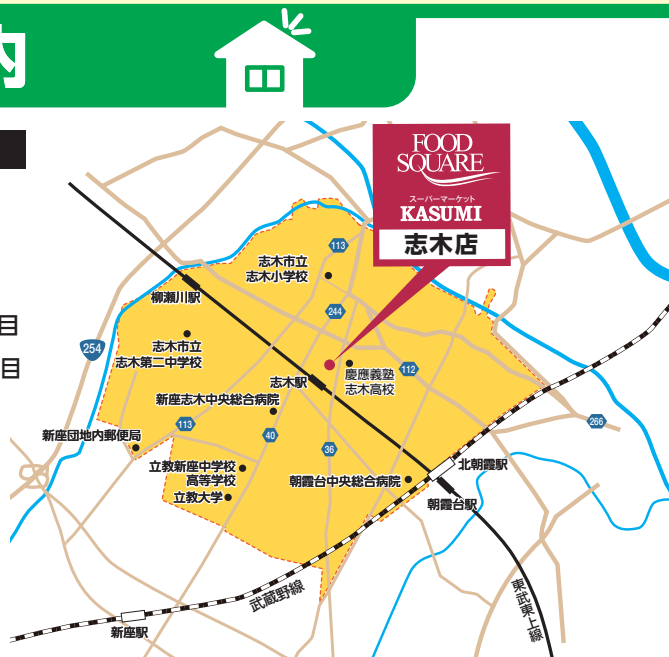 内
FOOD
SQUARE
スーパーマーケット
KASUMI
志木店
113
志木市立
志木小学校
柳瀬川駅
244
目
254
志木市立
志木第二中学校
目
慶應義塾
志木高校
112
志木駅
新座志木中央総合病院
113
40
36
266
新座団地内郵便局
立教新座中学校
高等学校
立教大学
朝霞台中央総合病院
北朝霞駅
朝霞台駅
武蔵野線
東武東上線
新座駅